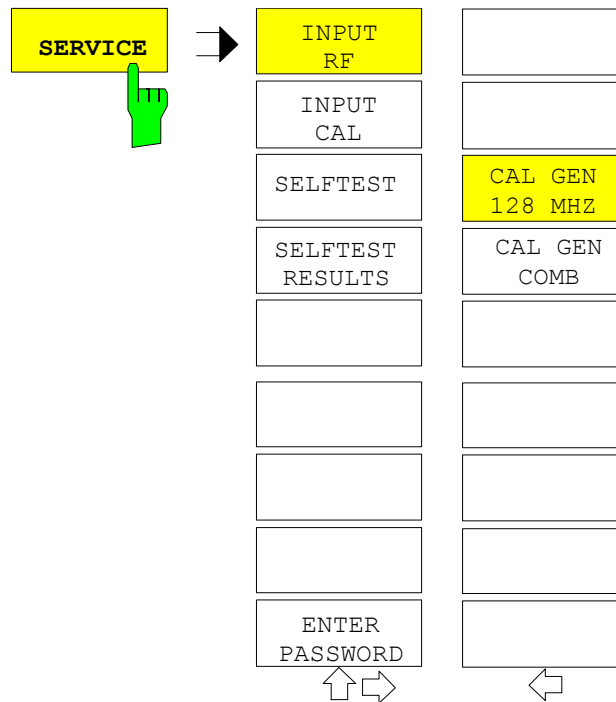 SERVICE
INPUT
RF
INPUT
CAL
SELFTEST
SELFTEST
RESULTS
ENTER
PASSWORD
CAL GEN
128 MHZ
CAL GEN
COMB